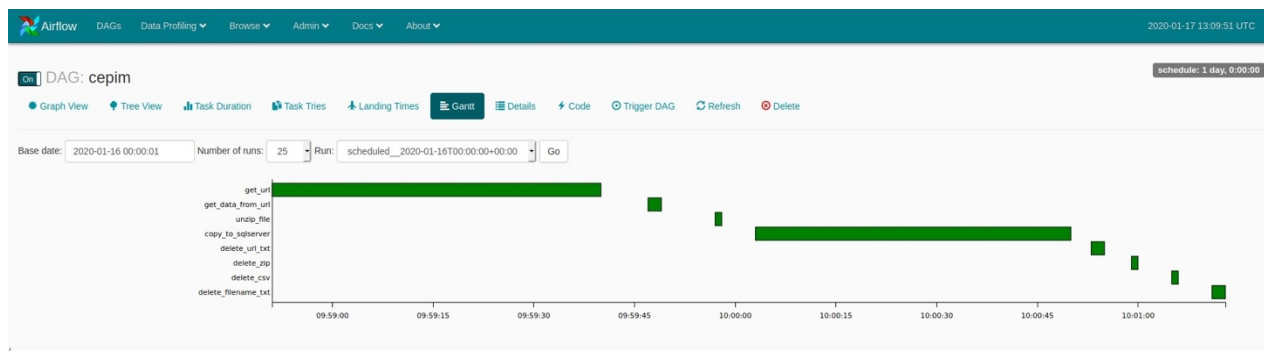 Airflow DAGs Data Profiling Browse Admin Docs About 2020-01-17 13:09:51 UTC
On DAG: cepim schedule: 1 day, 0:00:00
Graph View Tree View Task Duration Task Tries Landing Times Gantt Details Code Trigger DAG Refresh Delete
Base date: 2020-01-16 00:00:01 Number of runs: 25 Run: scheduled__2020-01-16T00:00:00+00:00 Go
get_url
get_data_from_url
unzip_file
copy_to_sqlserver
delete_url_txt
delete_zip
delete_csv
delete_filename_txt
09:59:00 09:59:15 09:59:30 09:59:45 10:00:00 10:00:15 10:00:30 10:00:45 10:01:00